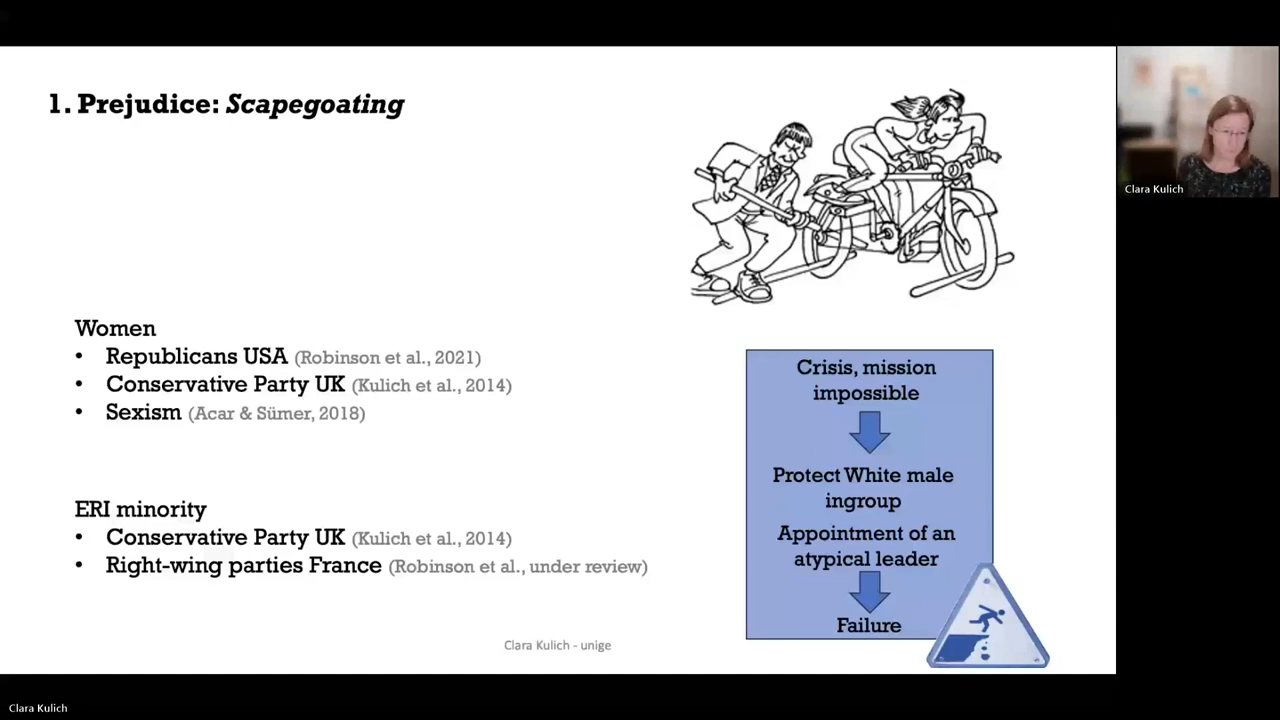 1. Prejudice: Scapegoating
Women
• Republicans USA (Robinson et al., 2021)
• Conservative Party UK (Kulich et al., 2014)
• Sexism (Acar & Sümer, 2018)
ERI minority
• Conservative Party UK (Kulich et al., 2014)
• Right-wing parties France (Robinson et al., under review)
Crisis, mission
impossible
Protect White male
ingroup
Appointment of an
atypical leader
Failure
Clara Kulich - unige
Clara Kulich
Clara Kulich